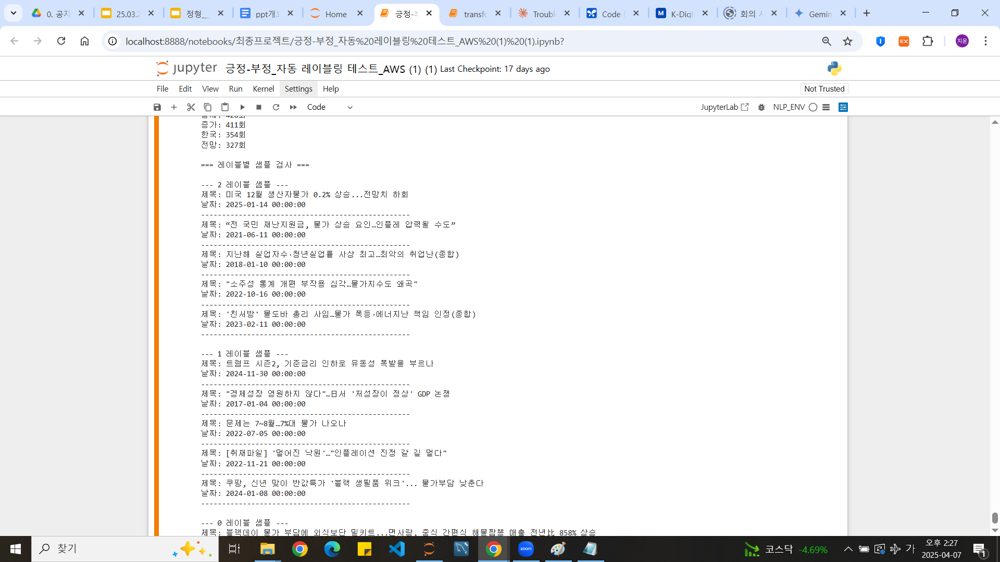 0. 공지
25.03.2
정형__
ppt개요
Home
긍정-부
transfo
Troubl
Code I
K-Digi
회의 시
Gemin
localhost:8888/notebooks/최종프로젝트/긍정-부정_자동%20레이블링%20테스트_AWS%20(1)%20(1).ipynb?
EX
지윤
jupyter 긍정-부정_자동 레이블링 테스트_AWS (1) (1) Last Checkpoint: 17 days ago
File Edit View Run Kernel Settings Help
Not Trusted
Code
JupyterLab NLP_ENV
증가: 411회
한국: 354회
전망: 327회
=== 레이블별 샘플 검사 ===
--- 2 레이블 샘플 ---
제목: 미국 12월 생산자물가 0.2% 상승...전망치 하회
날짜: 2025-01-14 00:00:00
--------------------------------------------------
제목: “전 국민 재난지원금, 물가 상승 요인…인플레 압력될 수도”
날짜: 2021-06-11 00:00:00
--------------------------------------------------
제목: 지난해 실업자수·청년실업률 사상 최고…최악의 취업난(종합)
날짜: 2018-01-10 00:00:00
--------------------------------------------------
제목: "소주성 통계 개편 부작용 심각…물가지수도 왜곡"
날짜: 2022-10-16 00:00:00
--------------------------------------------------
제목: '친서방' 몰도바 총리 사임…물가 폭등·에너지난 책임 인정(종합)
날짜: 2023-02-11 00:00:00
--------------------------------------------------
--- 1 레이블 샘플 ---
제목: 트럼프 시즌2, 기준금리 인하로 유동성 폭발을 부르나
날짜: 2024-11-30 00:00:00
--------------------------------------------------
제목: "경제성장 영원하지 않다"…日서 '저성장이 정상' GDP 논쟁
날짜: 2017-01-04 00:00:00
--------------------------------------------------
제목: 문제는 7~8월…7%대 물가 나오나
날짜: 2022-07-05 00:00:00
--------------------------------------------------
제목: [취재파일] '멀어진 낙원'…"인플레이션 진정 갈 길 멀다"
날짜: 2022-11-21 00:00:00
--------------------------------------------------
제목: 쿠팡, 신년 맞이 반값특가 '블랙 생필품 위크'... 물가부담 낮춘다
날짜: 2024-01-08 00:00:00
--------------------------------------------------
--- 0 레이블 샘플 ---
제목: 블랙데이 물가 부담에 외식보단 밀키트...면사랑, 중식 간편식 해물짬뽕 매출 전년比 858% 상승
찾기
zoom
코스닥 -4.69%
가
오후 2:27
2025-04-07
1